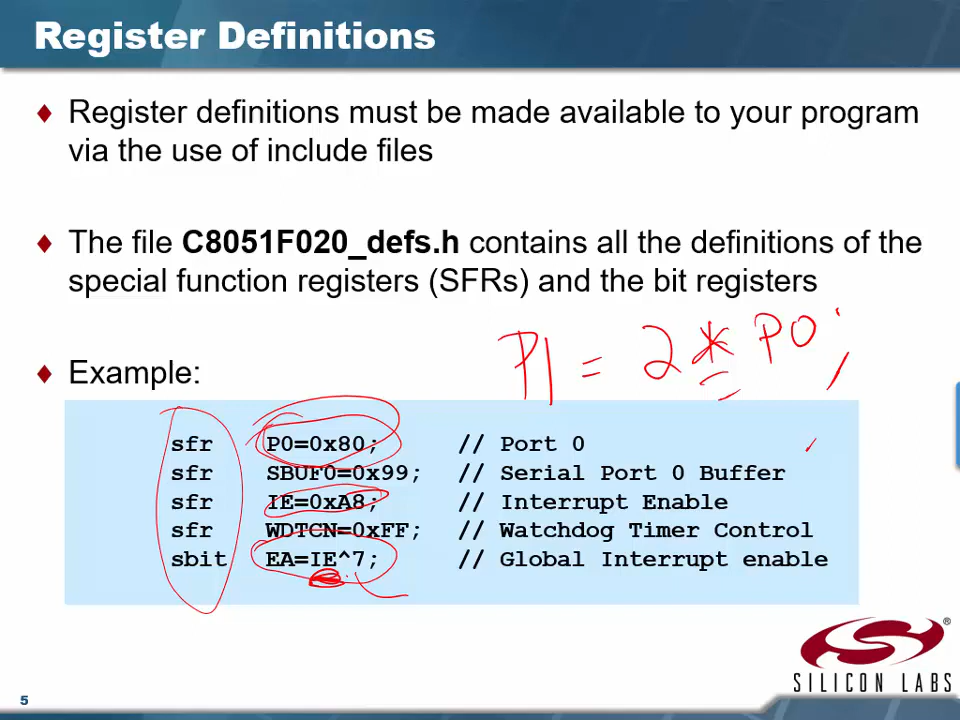 Register Definitions
♦ Register definitions must be made available to your program
via the use of include files
♦ The file C8051F020_defs.h contains all the definitions of the
special function registers (SFRs) and the bit registers
P1 = 2 * P0;
♦ Example:
sfr P0=0x80; // Port 0
sfr SBUF0=0x99; // Serial Port 0 Buffer
sfr IE=0xA8; // Interrupt Enable
sfr WDTCN=0xFF; // Watchdog Timer Control
sbit EA=IE^7; // Global Interrupt enable
SILICON LABS®
5